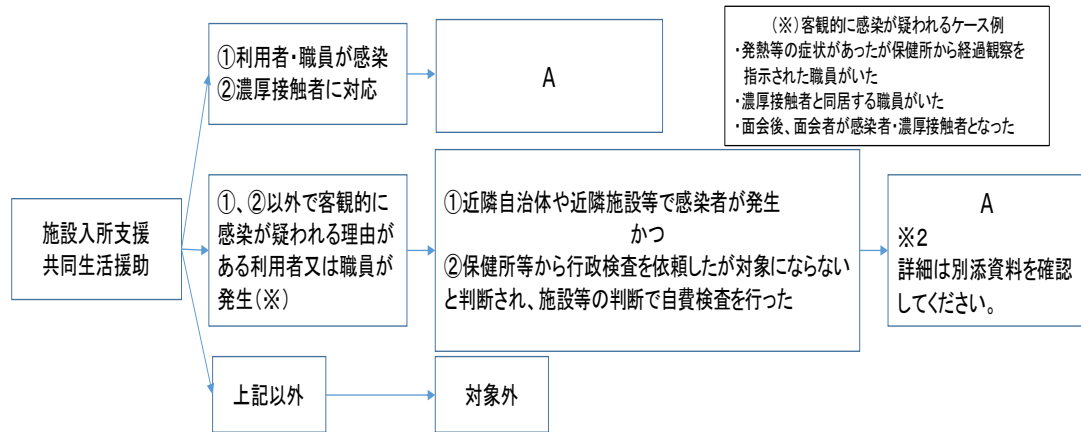 施設入所支援
共同生活援助
①利用者・職員が感染
②濃厚接触者に対応
A
(※)客観的に感染が疑われるケース例
・発熱等の症状があったが保健所から経過観察を
指示された職員がいた
・濃厚接触者と同居する職員がいた
・面会後、面会者が感染者・濃厚接触者となった
①、②以外で客観的に
感染が疑われる理由が
ある利用者又は職員が
発生(※)
①近隣自治体や近隣施設等で感染者が発生
かつ
②保健所等から行政検査を依頼したが対象にならない
と判断され、施設等の判断で自費検査を行った
A
※2
詳細は別添資料を確認
してください。
上記以外
対象外